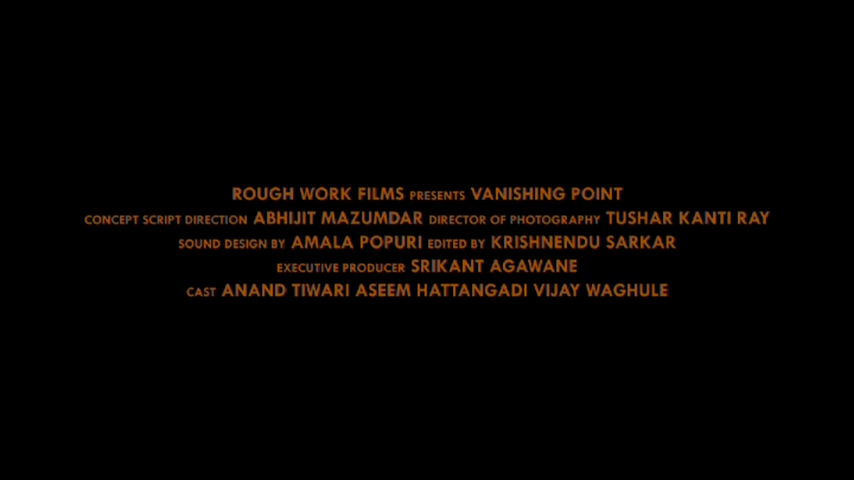 ROUGH WORK FILMS PRESENTS VANISHING POINT
CONCEPT SCRIPT DIRECTION ABHIJIT MAZUMDAR DIRECTOR OF PHOTOGRAPHY TUSHAR KANTI RAY
SOUND DESIGN BY AMALA POPURI EDITED BY KRISHNENDU SARKAR
EXECUTIVE PRODUCER SRIKANT AGAWANE
CAST ANAND TIWARI ASEEM HATTANGADI VIJAY WAGHULE